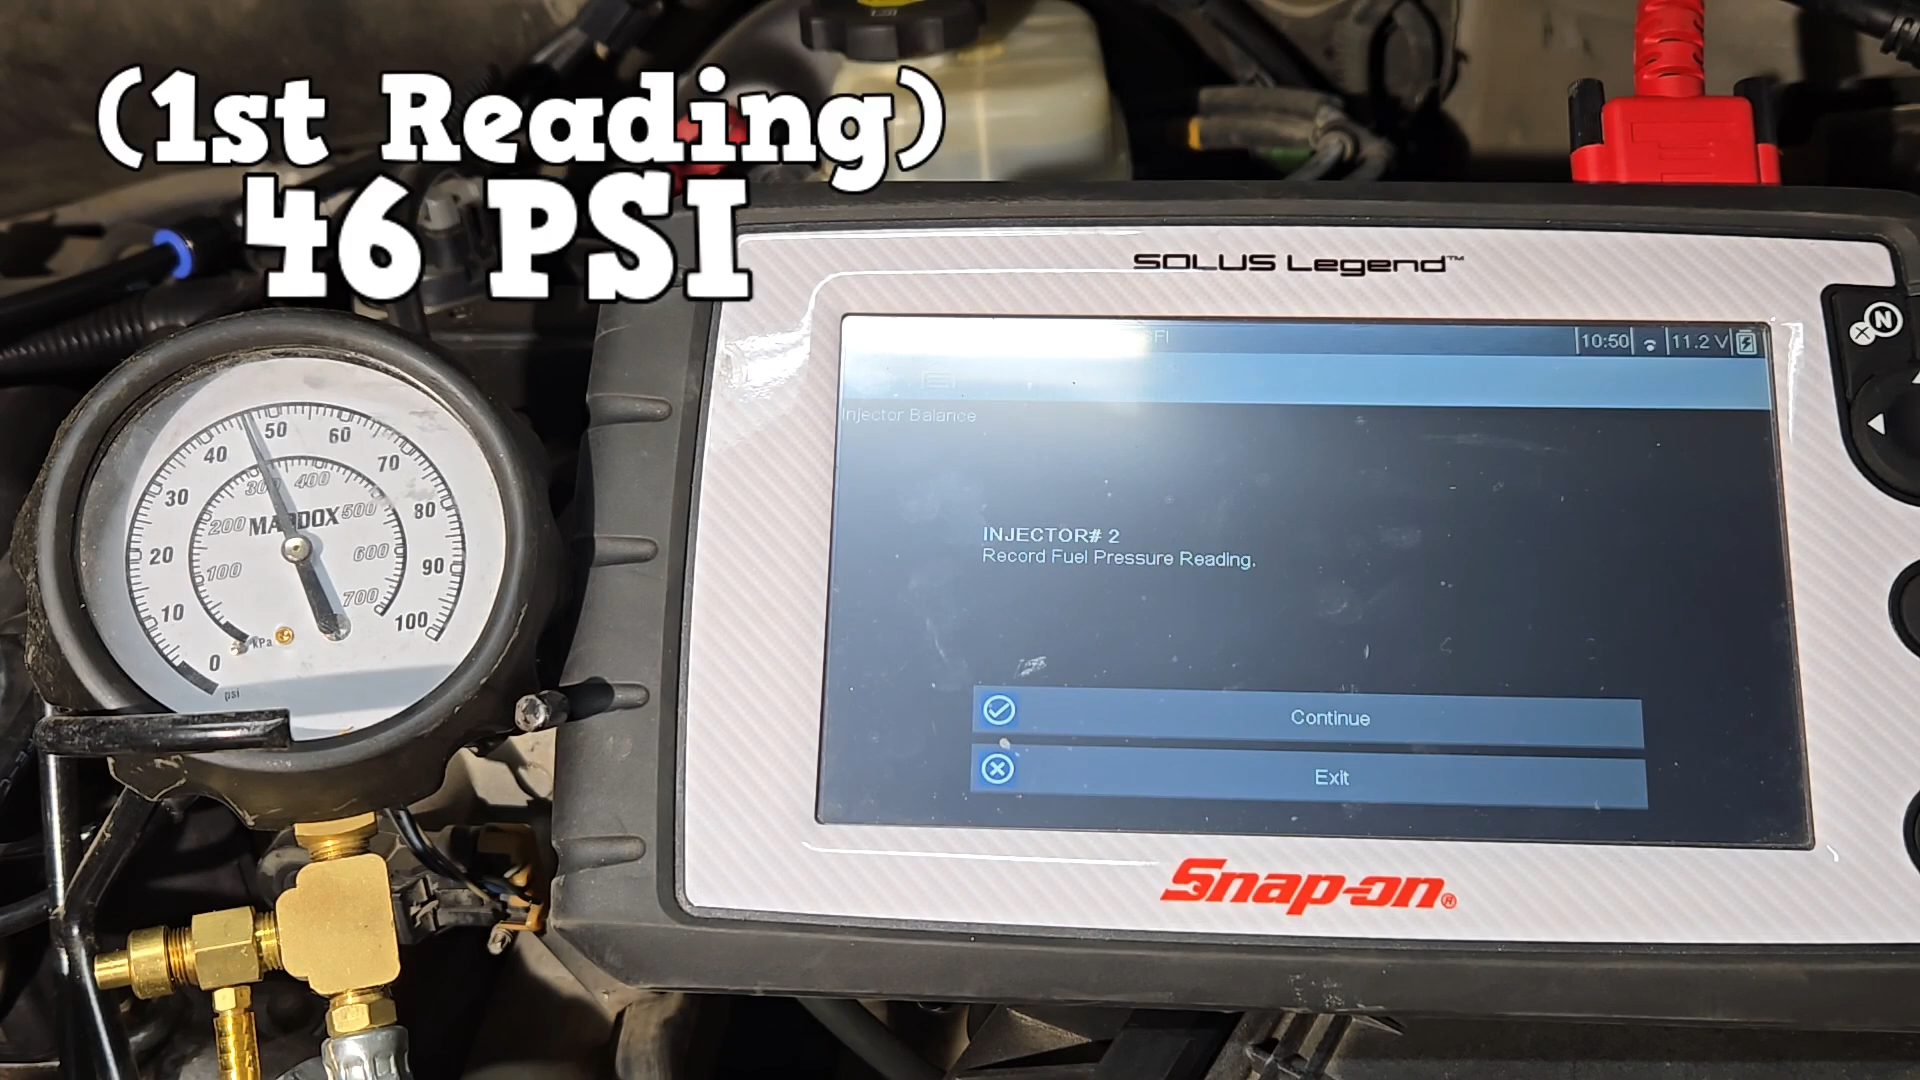 (1st Reading)
46 PSI
SOLUS Legend™
10:50 11.2 V
Injector Balance
INJECTOR# 2
Record Fuel Pressure Reading.
Continue
Exit
Snap-on®
N
X
MADDOX
0 10 20 30 40 50 60 70 80 90 100
psi
100 200 300 400 500 600 700
kPa